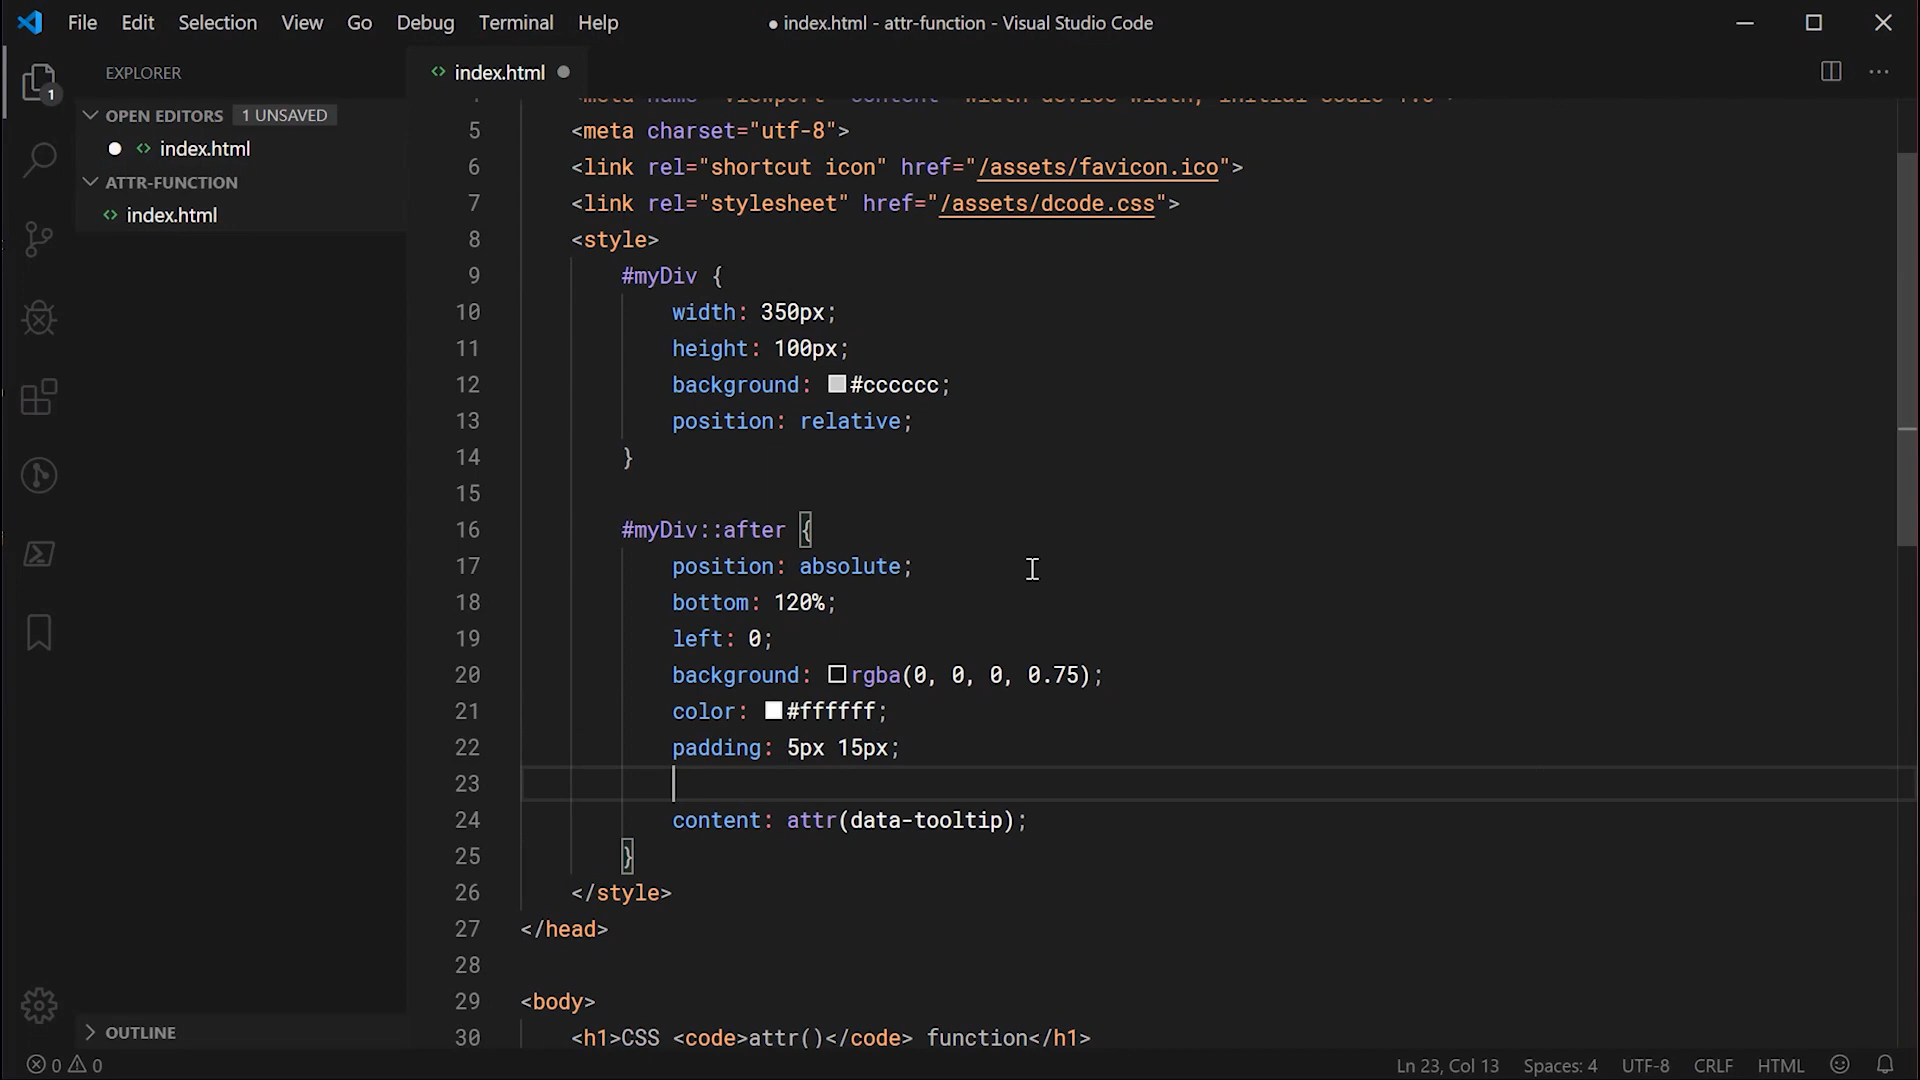 File Edit Selection View Go Debug Terminal Help
● index.html - attr-function - Visual Studio Code
EXPLORER
index.html
1
OPEN EDITORS 1 UNSAVED
index.html
ATTR-FUNCTION
index.html
5 <meta charset="utf-8">
6 <link rel="shortcut icon" href="/assets/favicon.ico">
7 <link rel="stylesheet" href="/assets/dcode.css">
8 <style>
9 #myDiv {
10 width: 350px;
11 height: 100px;
12 background: #cccccc;
13 position: relative;
14 }
15
16 #myDiv::after {
17 position: absolute;
18 bottom: 120%;
19 left: 0;
20 background: rgba(0, 0, 0, 0.75);
21 color: #ffffff;
22 padding: 5px 15px;
23
24 content: attr(data-tooltip);
25 }
26 </style>
27 </head>
28
29 <body>
30 <h1>CSS <code>attr()</code> function</h1>
OUTLINE
0 0
Ln 23, Col 13 Spaces: 4 UTF-8 CRLF HTML